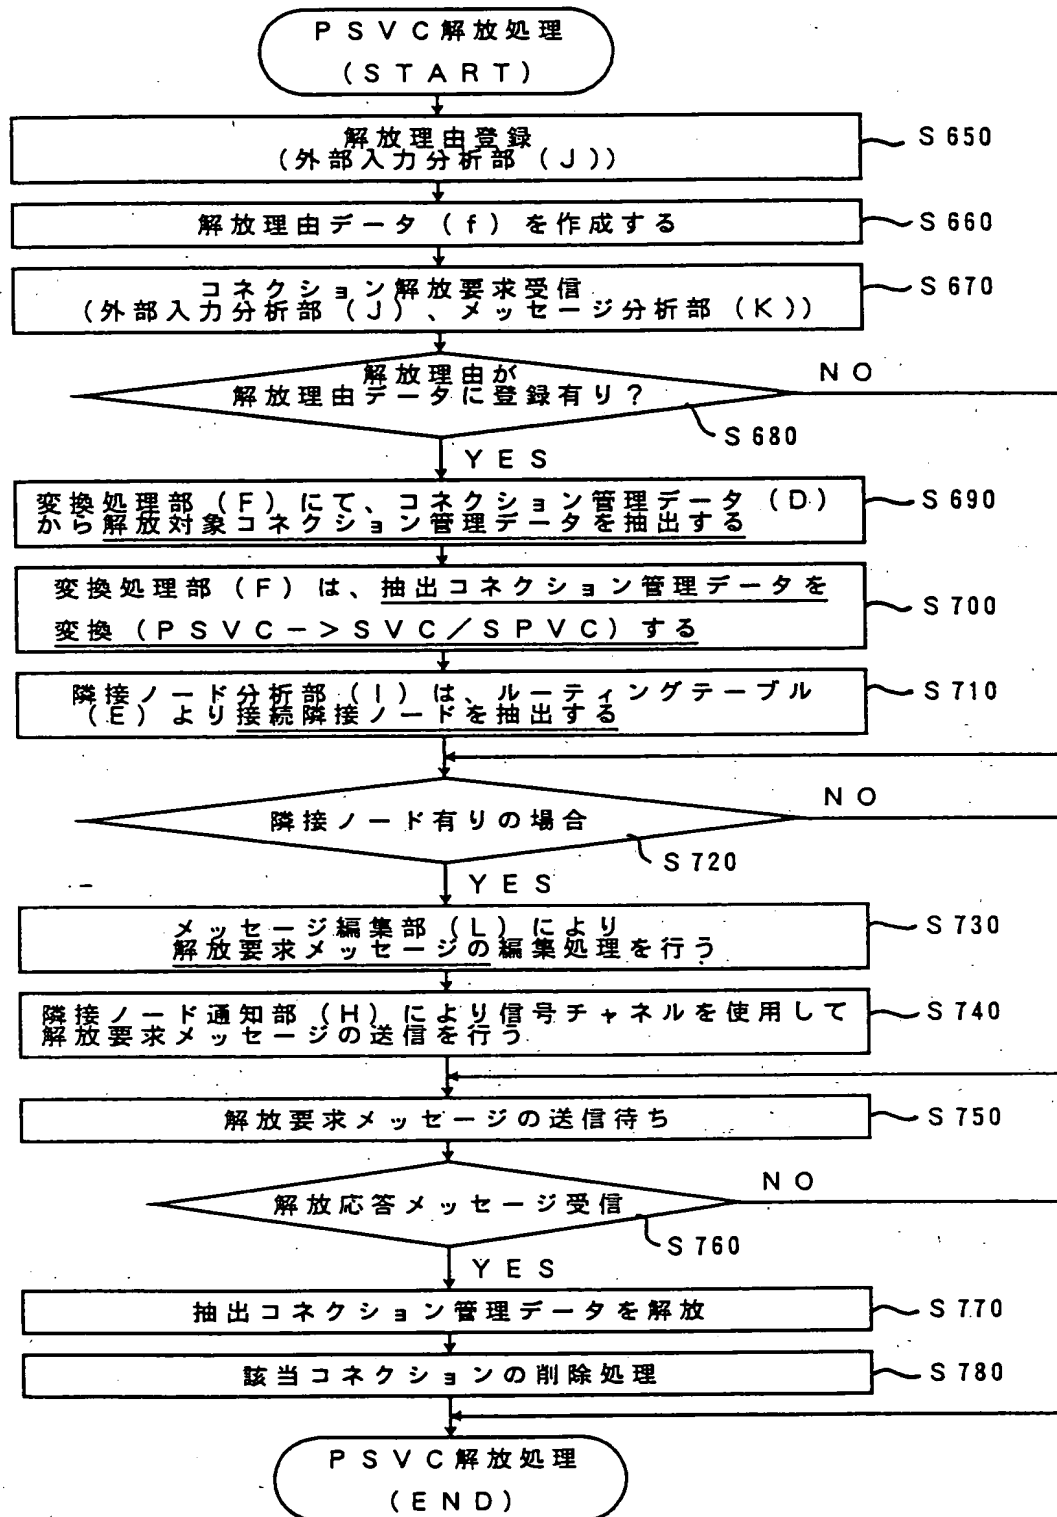 PSVC解放処理
(START)
解放理由登録
(外部入力分析部(J))
S650
解放理由データ(f)を作成する
S660
コネクション解放要求受信
(外部入力分析部(J)、メッセージ分析部(K))
S670
解放理由が
解放理由データに登録有り?
NO
S680
YES
変換処理部(F)にて、コネクション管理データ(D)
から解放対象コネクション管理データを抽出する
S690
変換処理部(F)は、抽出コネクション管理データを
変換(PSVC->SVC/SPVC)する
S700
隣接ノード分析部(I)は、ルーティングテーブル
(E)より接続隣接ノードを抽出する
S710
隣接ノード有りの場合
NO
S720
YES
メッセージ編集部(L)により
解放要求メッセージの編集処理を行う
S730
隣接ノード通知部(H)により信号チャネルを使用して
解放要求メッセージの送信を行う
S740
解放要求メッセージの送信待ち
S750
解放応答メッセージ受信
NO
S760
YES
抽出コネクション管理データを解放
S770
該当コネクションの削除処理
S780
PSVC解放処理
(END)